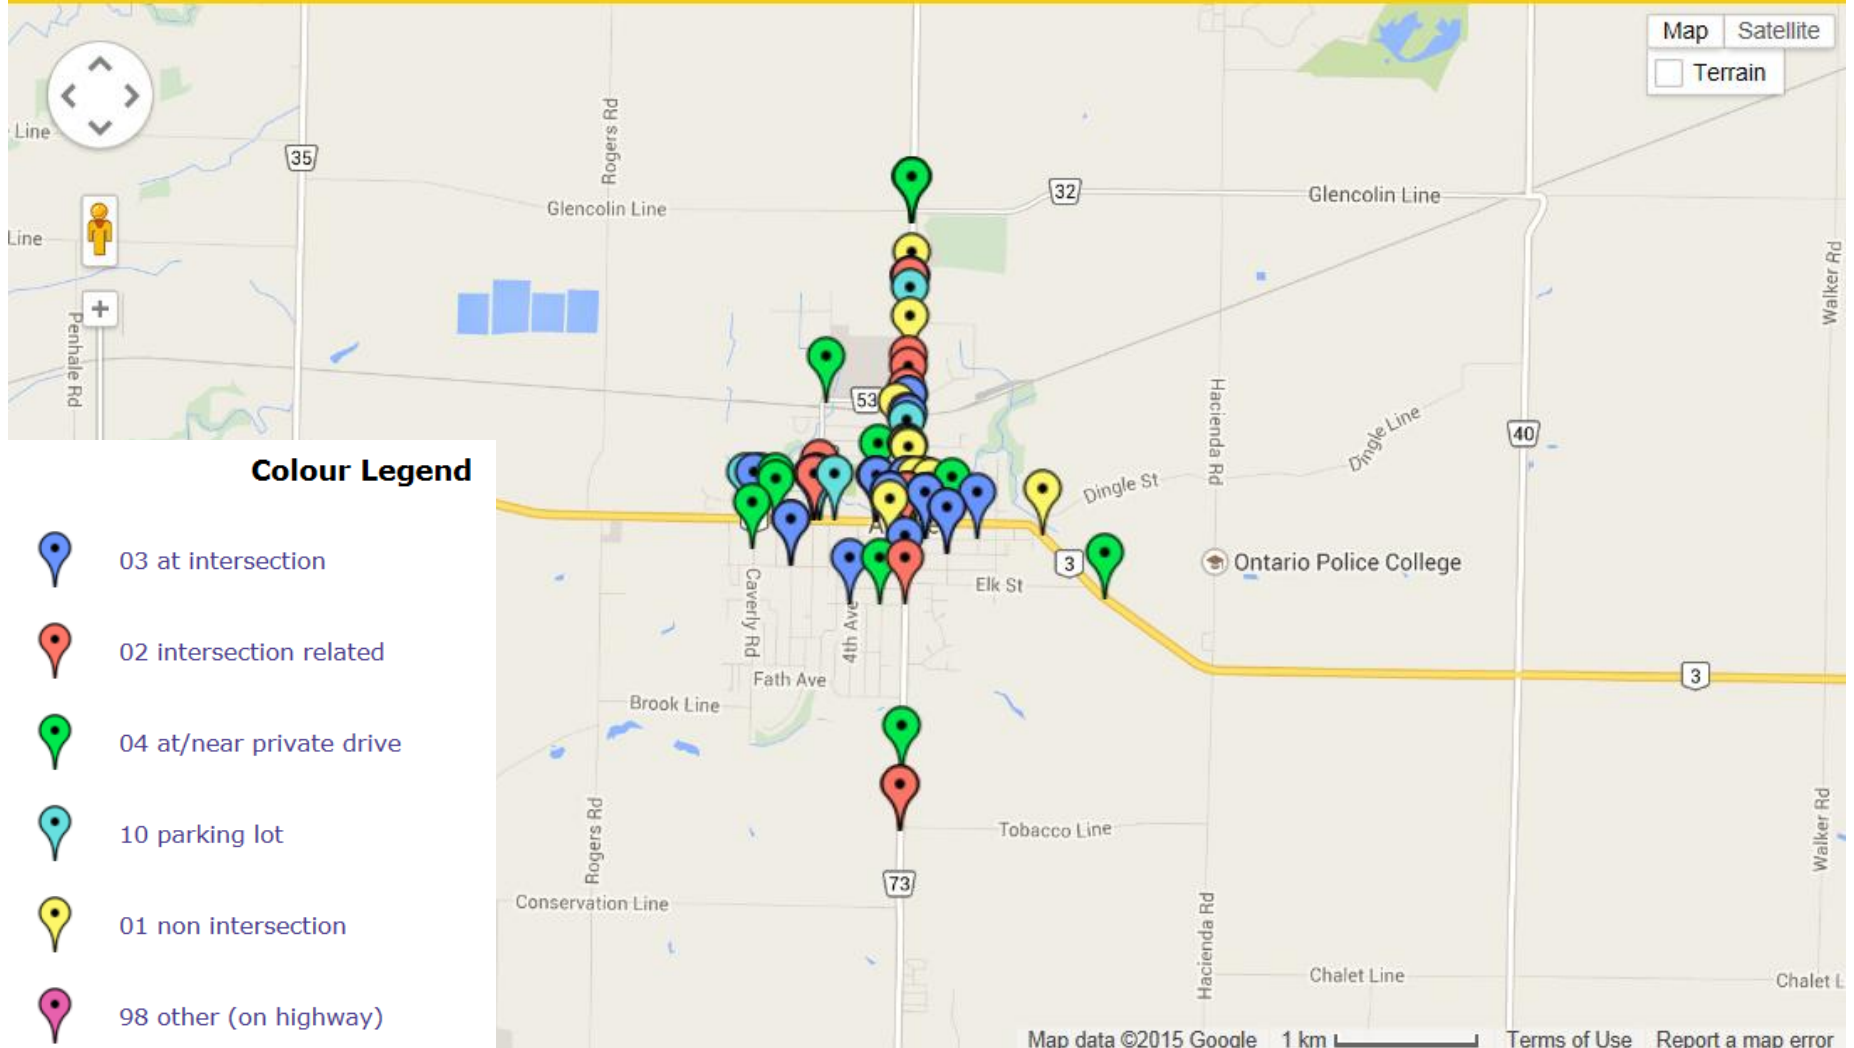 Map Satellite
Terrain
Line
35
Rogers Rd
32
Glencolin Line
Glencolin Line
Line
Walker Rd
Penhale Rd
53
Hacienda Rd
40
Dingle Line
Dingle St
3
Ontario Police College
Elk St
Caverly Rd
4th Ave
Fath Ave
3
Brook Line
Rogers Rd
Tobacco Line
Walker Rd
73
Conservation Line
Hacienda Rd
Chalet Line
Chalet L
Colour Legend
03 at intersection
02 intersection related
04 at/near private drive
10 parking lot
01 non intersection
98 other (on highway)
Map data ©2015 Google 1 km Terms of Use Report a map error